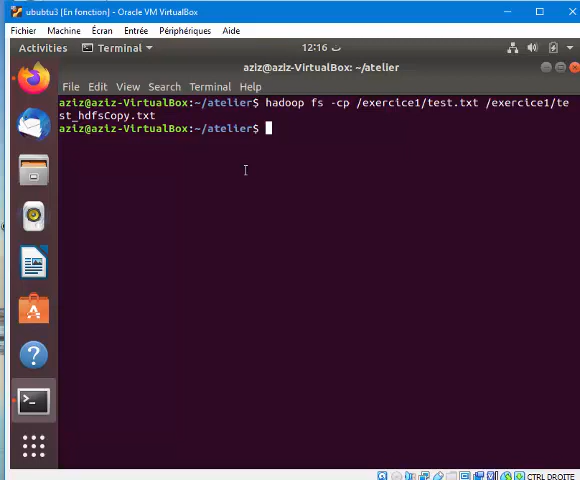 ububtu3 [En fonction] - Oracle VM VirtualBox
Fichier Machine Écran Entrée Périphériques Aide
Activities Terminal 12:16 ت
aziz@aziz-VirtualBox: ~/atelier
File Edit View Search Terminal Help
aziz@aziz-VirtualBox:~/atelier$ hadoop fs -cp /exercice1/test.txt /exercice1/te
st_hdfsCopy.txt
aziz@aziz-VirtualBox:~/atelier$
CTRL DROITE